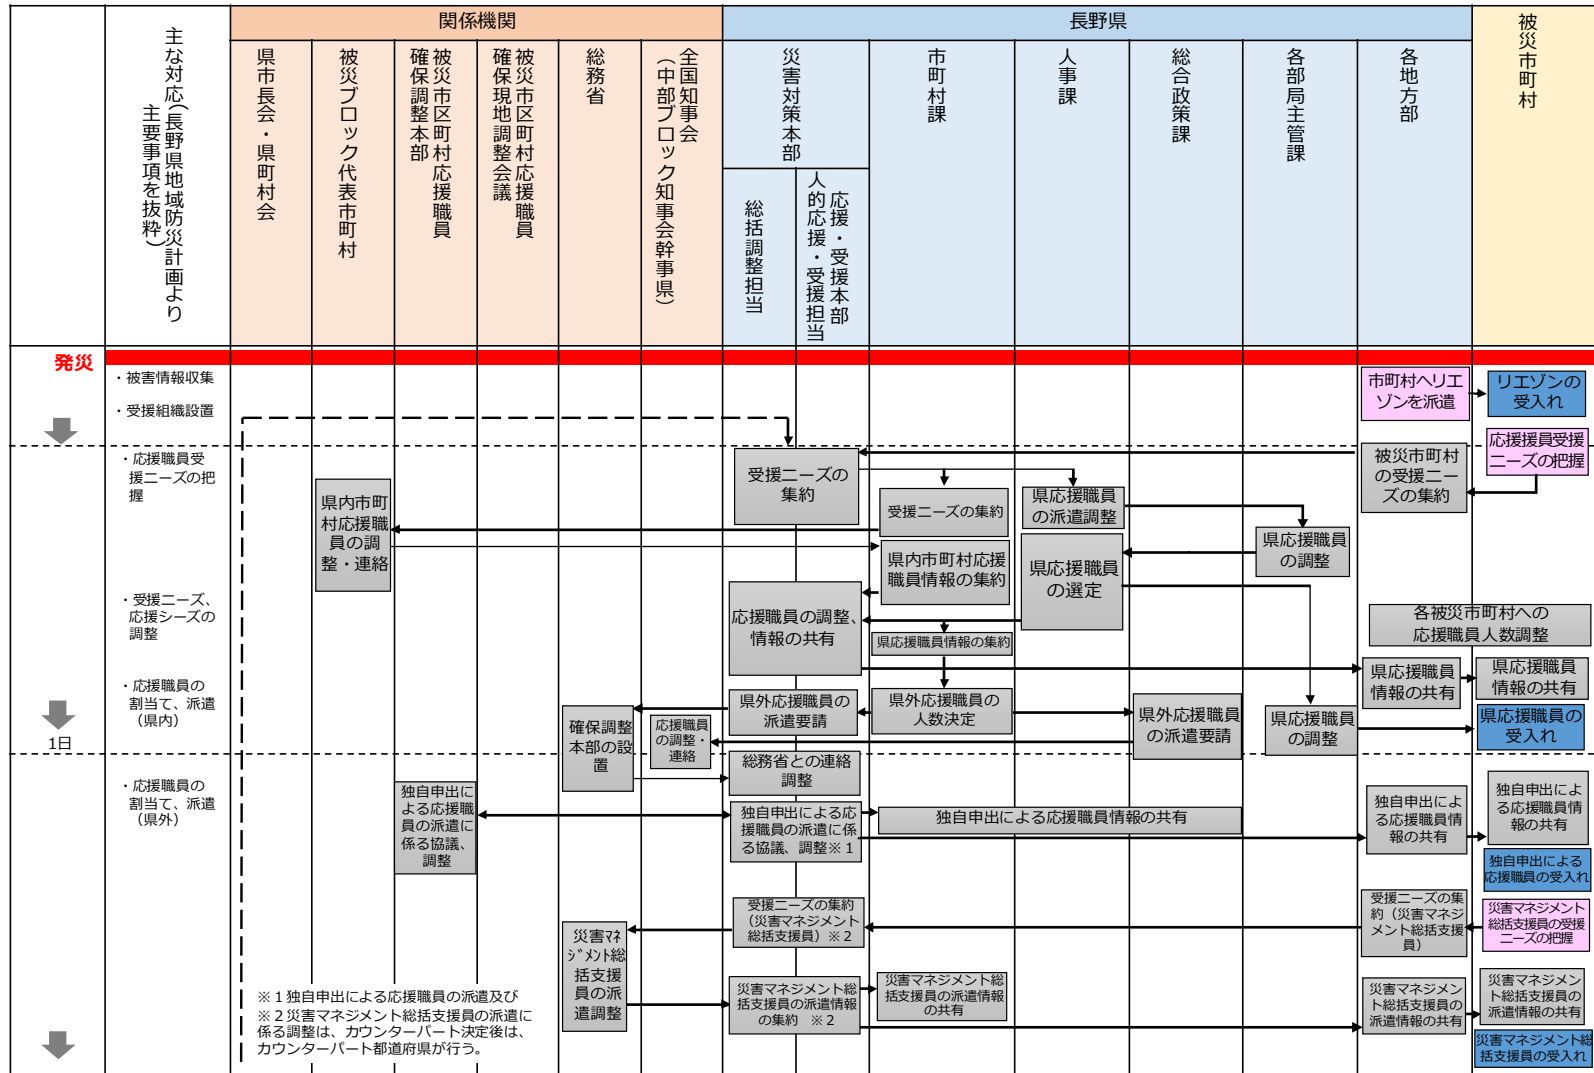 関係機関
長野県
被災市町村
主な対応(長野県地域防災計画より
主要事項を抜粋)
県市長会・県町村会
被災ブロック代表市町村
被災市区町村応援職員
確保調整本部
被災市区町村応援職員
確保現地調整会議
総務省
全国知事会
(中部ブロック知事会幹事県)
災害対策本部
総括調整担当
応援・受援本部
人的応援・受援担当
市町村課
人事課
総合政策課
各部局主管課
各地方部
発災
・被害情報収集
・受援組織設置
市町村へリエ
ゾンを派遣
リエゾンの
受入れ
・応援職員受
援ニーズの把
握
応援援員受援
ニーズの把握
被災市町村
の受援ニー
ズの集約
受援ニーズの
集約
受援ニーズの集約
県応援職員
の派遣調整
県内市町
村応援職
員の調
整・連絡
県応援職員
の調整
県内市町村応援
職員情報の集約
県応援職員
の選定
・受援ニーズ、
応援シーズの
調整
応援職員の調整、
情報の共有
県応援職員情報の集約
各被災市町村への
応援職員人数調整
県応援職員
情報の共有
県応援職員
情報の共有
・応援職員の
割当て、派遣
(県内)
1日
県外応援職員の
派遣要請
県外応援職員の
人数決定
県外応援職員
の派遣要請
県応援職員
の調整
県応援職員の
受入れ
確保調整
本部の設
置
応援職員
の調整・
連絡
総務省との連絡
調整
・応援職員の
割当て、派遣
(県外)
独自申出に
よる応援職
員の派遣に
係る協議、
調整
独自申出による応
援職員の派遣に係
る協議、調整※1
独自申出による応援職員情報の共有
独自申出によ
る応援職員情
報の共有
独自申出によ
る応援職員情
報の共有
独自申出による
応援職員の受入れ
受援ニーズの集約
(災害マネジメント
総括支援員)※2
受援ニーズの集
約(災害マネジ
メント総括支援
員)
災害マネジメント
総括支援員の受援
ニーズの把握
災害マネ
ジメント総
括支援
員の派
遣調整
災害マネジメント総
括支援員の派遣情報
の集約 ※2
災害マネジメント総
括支援員の派遣情報
の共有
災害マネジメン
ト総括支援員の
派遣情報の共有
災害マネジメン
ト総括支援員の
派遣情報の共有
災害マネジメント総
括支援員の受入れ
※1独自申出による応援職員の派遣及び
※2災害マネジメント総括支援員の派遣に
係る調整は、カウンターパート決定後は、
カウンターパート都道府県が行う。